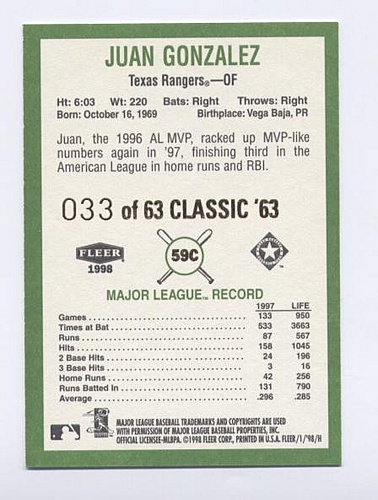 JUAN GONZALEZ
Texas Rangers®—OF
Ht: 6:03 Wt: 220 Bats: Right Throws: Right
Born: October 16, 1969 Birthplace: Vega Baja, PR
Juan, the 1996 AL MVP, racked up MVP-like
numbers again in '97, finishing third in the
American League in home runs and RBI.
033 of 63 CLASSIC '63
FLEER
1998
59C
MAJOR LEAGUE™ RECORD
1997 LIFE
Games 133 950
Times at Bat 533 3663
Runs 87 567
Hits 158 1045
2 Base Hits 24 196
3 Base Hits 3 16
Home Runs 42 256
Runs Batted In 131 790
Average .296 .285
MAJOR LEAGUE BASEBALL TRADEMARKS AND COPYRIGHTS ARE USED
WITH PERMISSION OF MAJOR LEAGUE BASEBALL PROPERTIES, INC.
OFFICIAL LICENSEE-MLBPA. ©1998 FLEER CORP., PRINTED IN U.S.A. FLEER/1/98/H